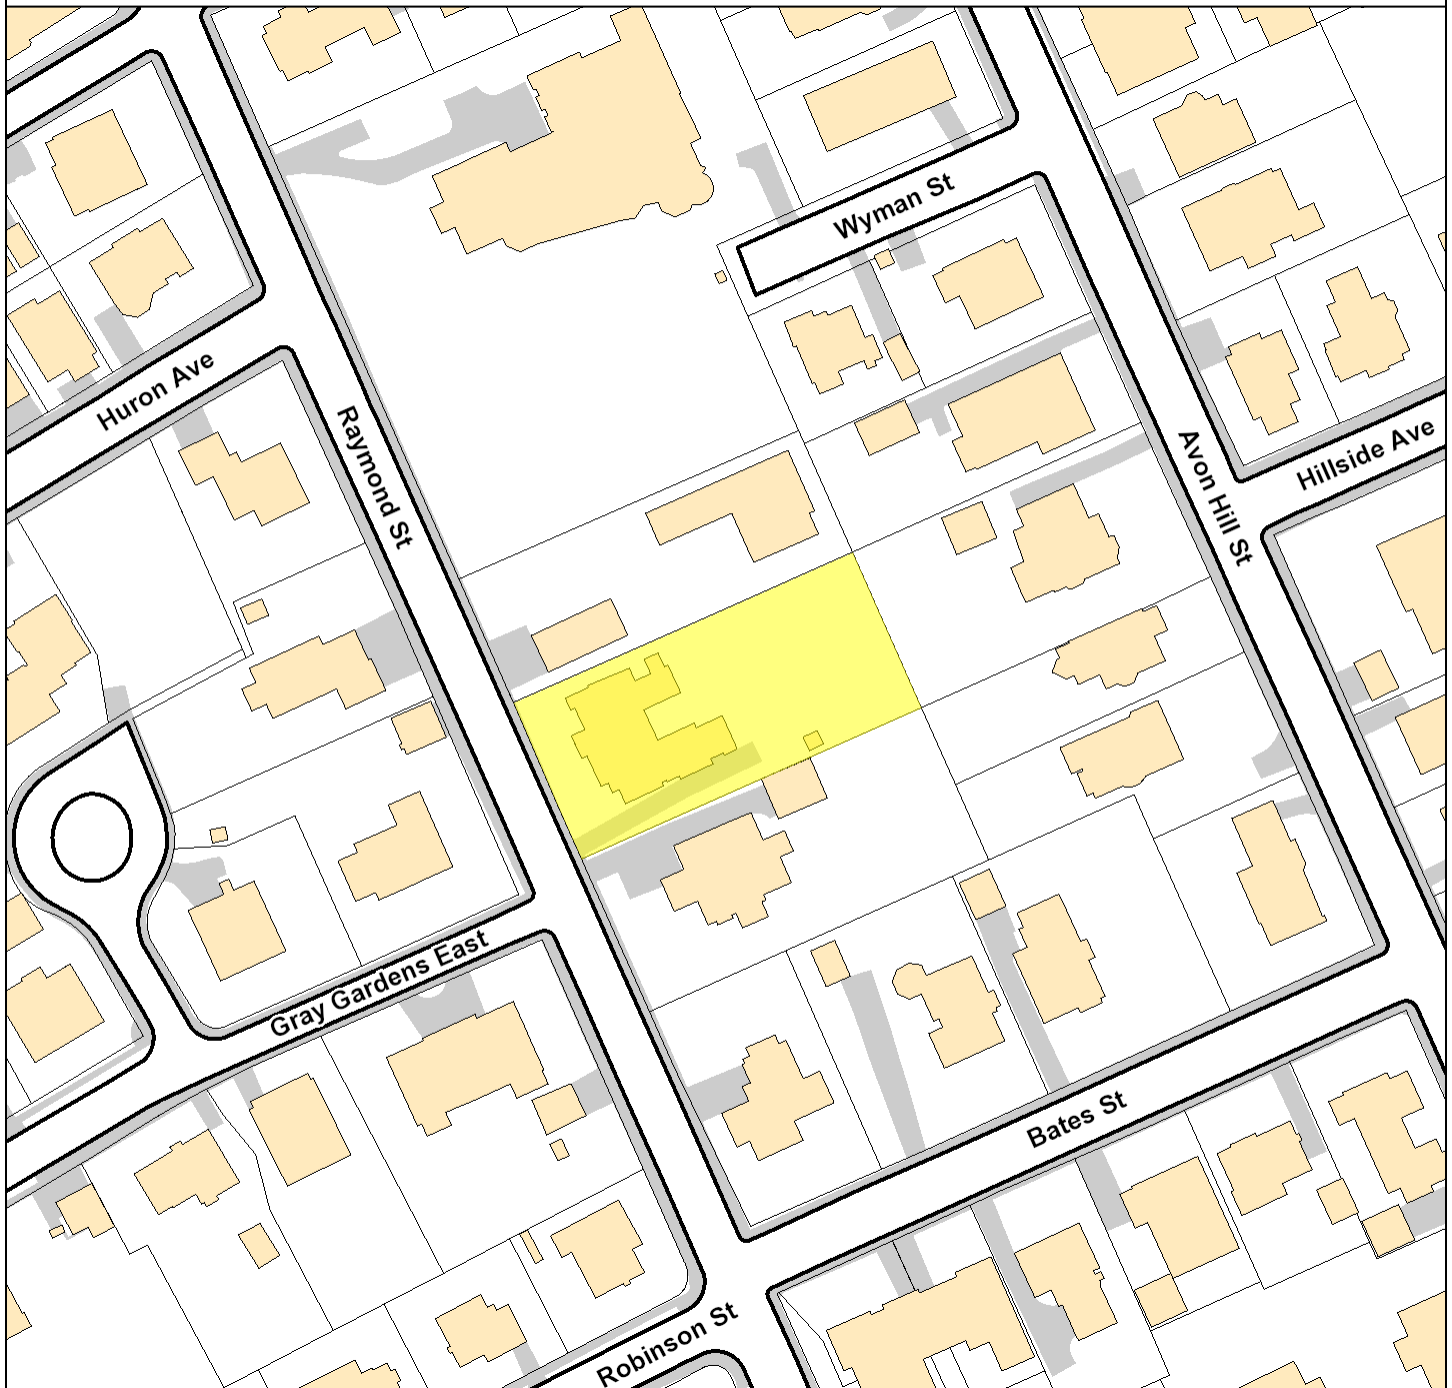 Wyman St
Huron Ave
Raymond St
Avon Hill St
Hillside Ave
Gray Gardens East
Bates St
Robinson St